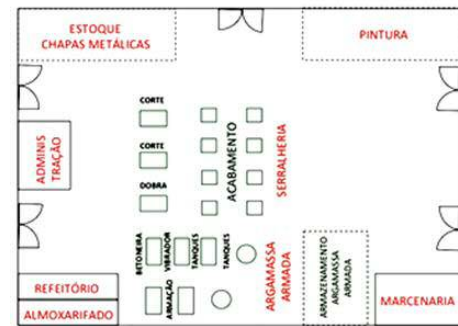 ESTOQUE
CHAPAS METÁLICAS
PINTURA
CORTE
CORTE
DOBRA
ACABAMENTO
SERRALHERIA
ADMINIS
TRAÇÃO
BETONEIRA
VIBRADOR
TANQUES
TANQUES
ARMAÇÃO
ARGAMASSA
ARMADA
ARMAZENAMENTO
ARGAMASSA
ARMADA
REFEITÓRIO
ALMOXARIFADO
MARCENARIA